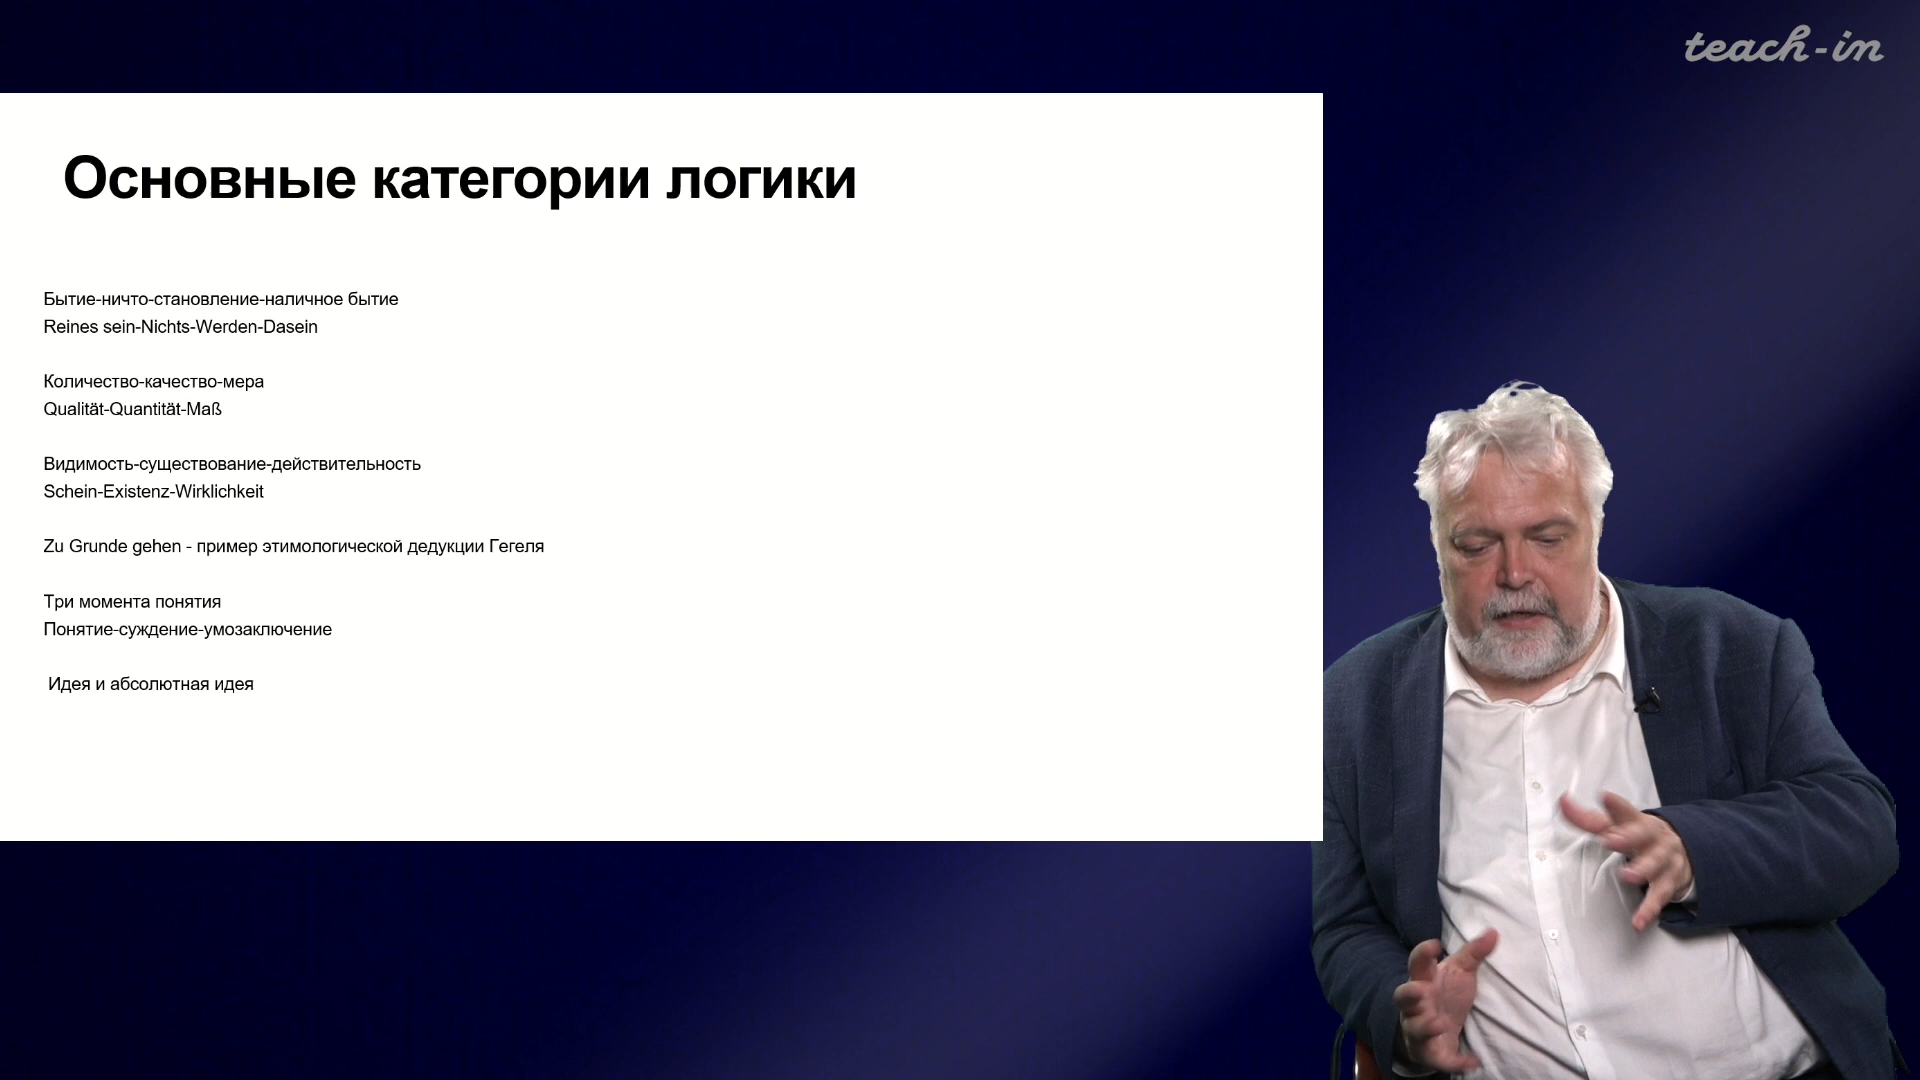 teach-in
Основные категории логики
Бытие-ничто-становление-наличное бытие
Reines sein-Nichts-Werden-Dasein
Количество-качество-мера
Qualität-Quantität-Maß
Видимость-существование-действительность
Schein-Existenz-Wirklichkeit
Zu Grunde gehen - пример этимологической дедукции Гегеля
Три момента понятия
Понятие-суждение-умозаключение
Идея и абсолютная идея